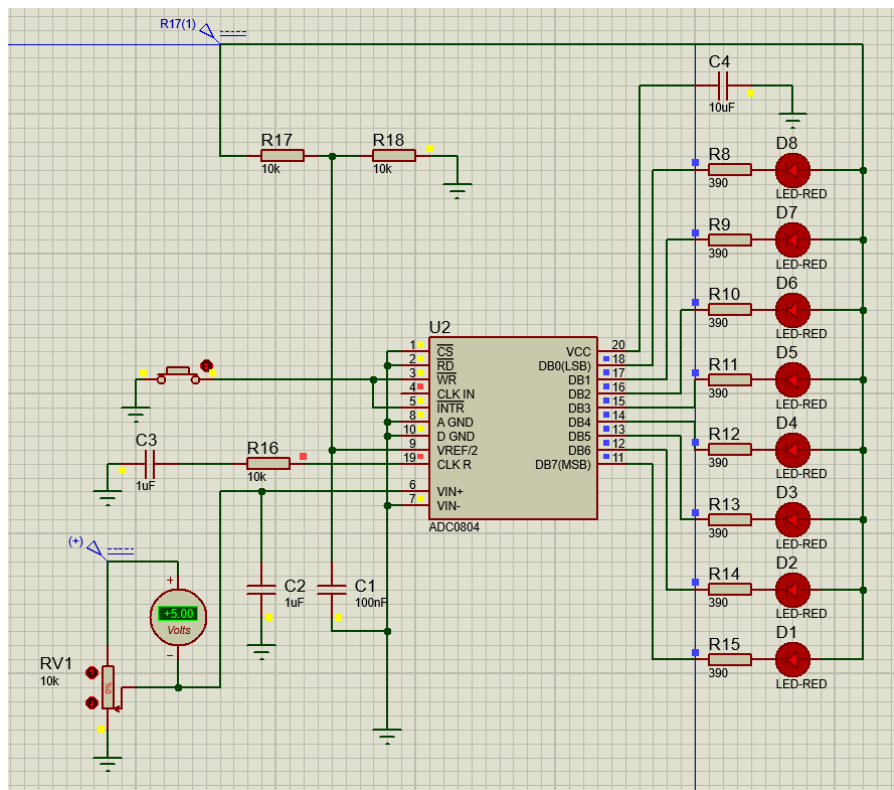 R17(1)
C4
10uF
R17
10k
R18
10k
R8
390
D8
LED-RED
R9
390
D7
LED-RED
R10
390
D6
LED-RED
R11
390
D5
LED-RED
R12
390
D4
LED-RED
R13
390
D3
LED-RED
R14
390
D2
LED-RED
R15
390
D1
LED-RED
U2
1 CS VCC 20
2 RD DB0(LSB) 18
3 WR DB1 17
4 CLK IN DB2 16
5 INTR DB3 15
8 A GND DB4 14
10 D GND DB5 13
9 VREF/2 DB6 12
19 CLK R DB7(MSB) 11
6 VIN+
7 VIN-
ADC0804
C3
1uF
R16
10k
C2
1uF
C1
100nF
(+)
+
+5.00
Volts
−
RV1
10k
0%